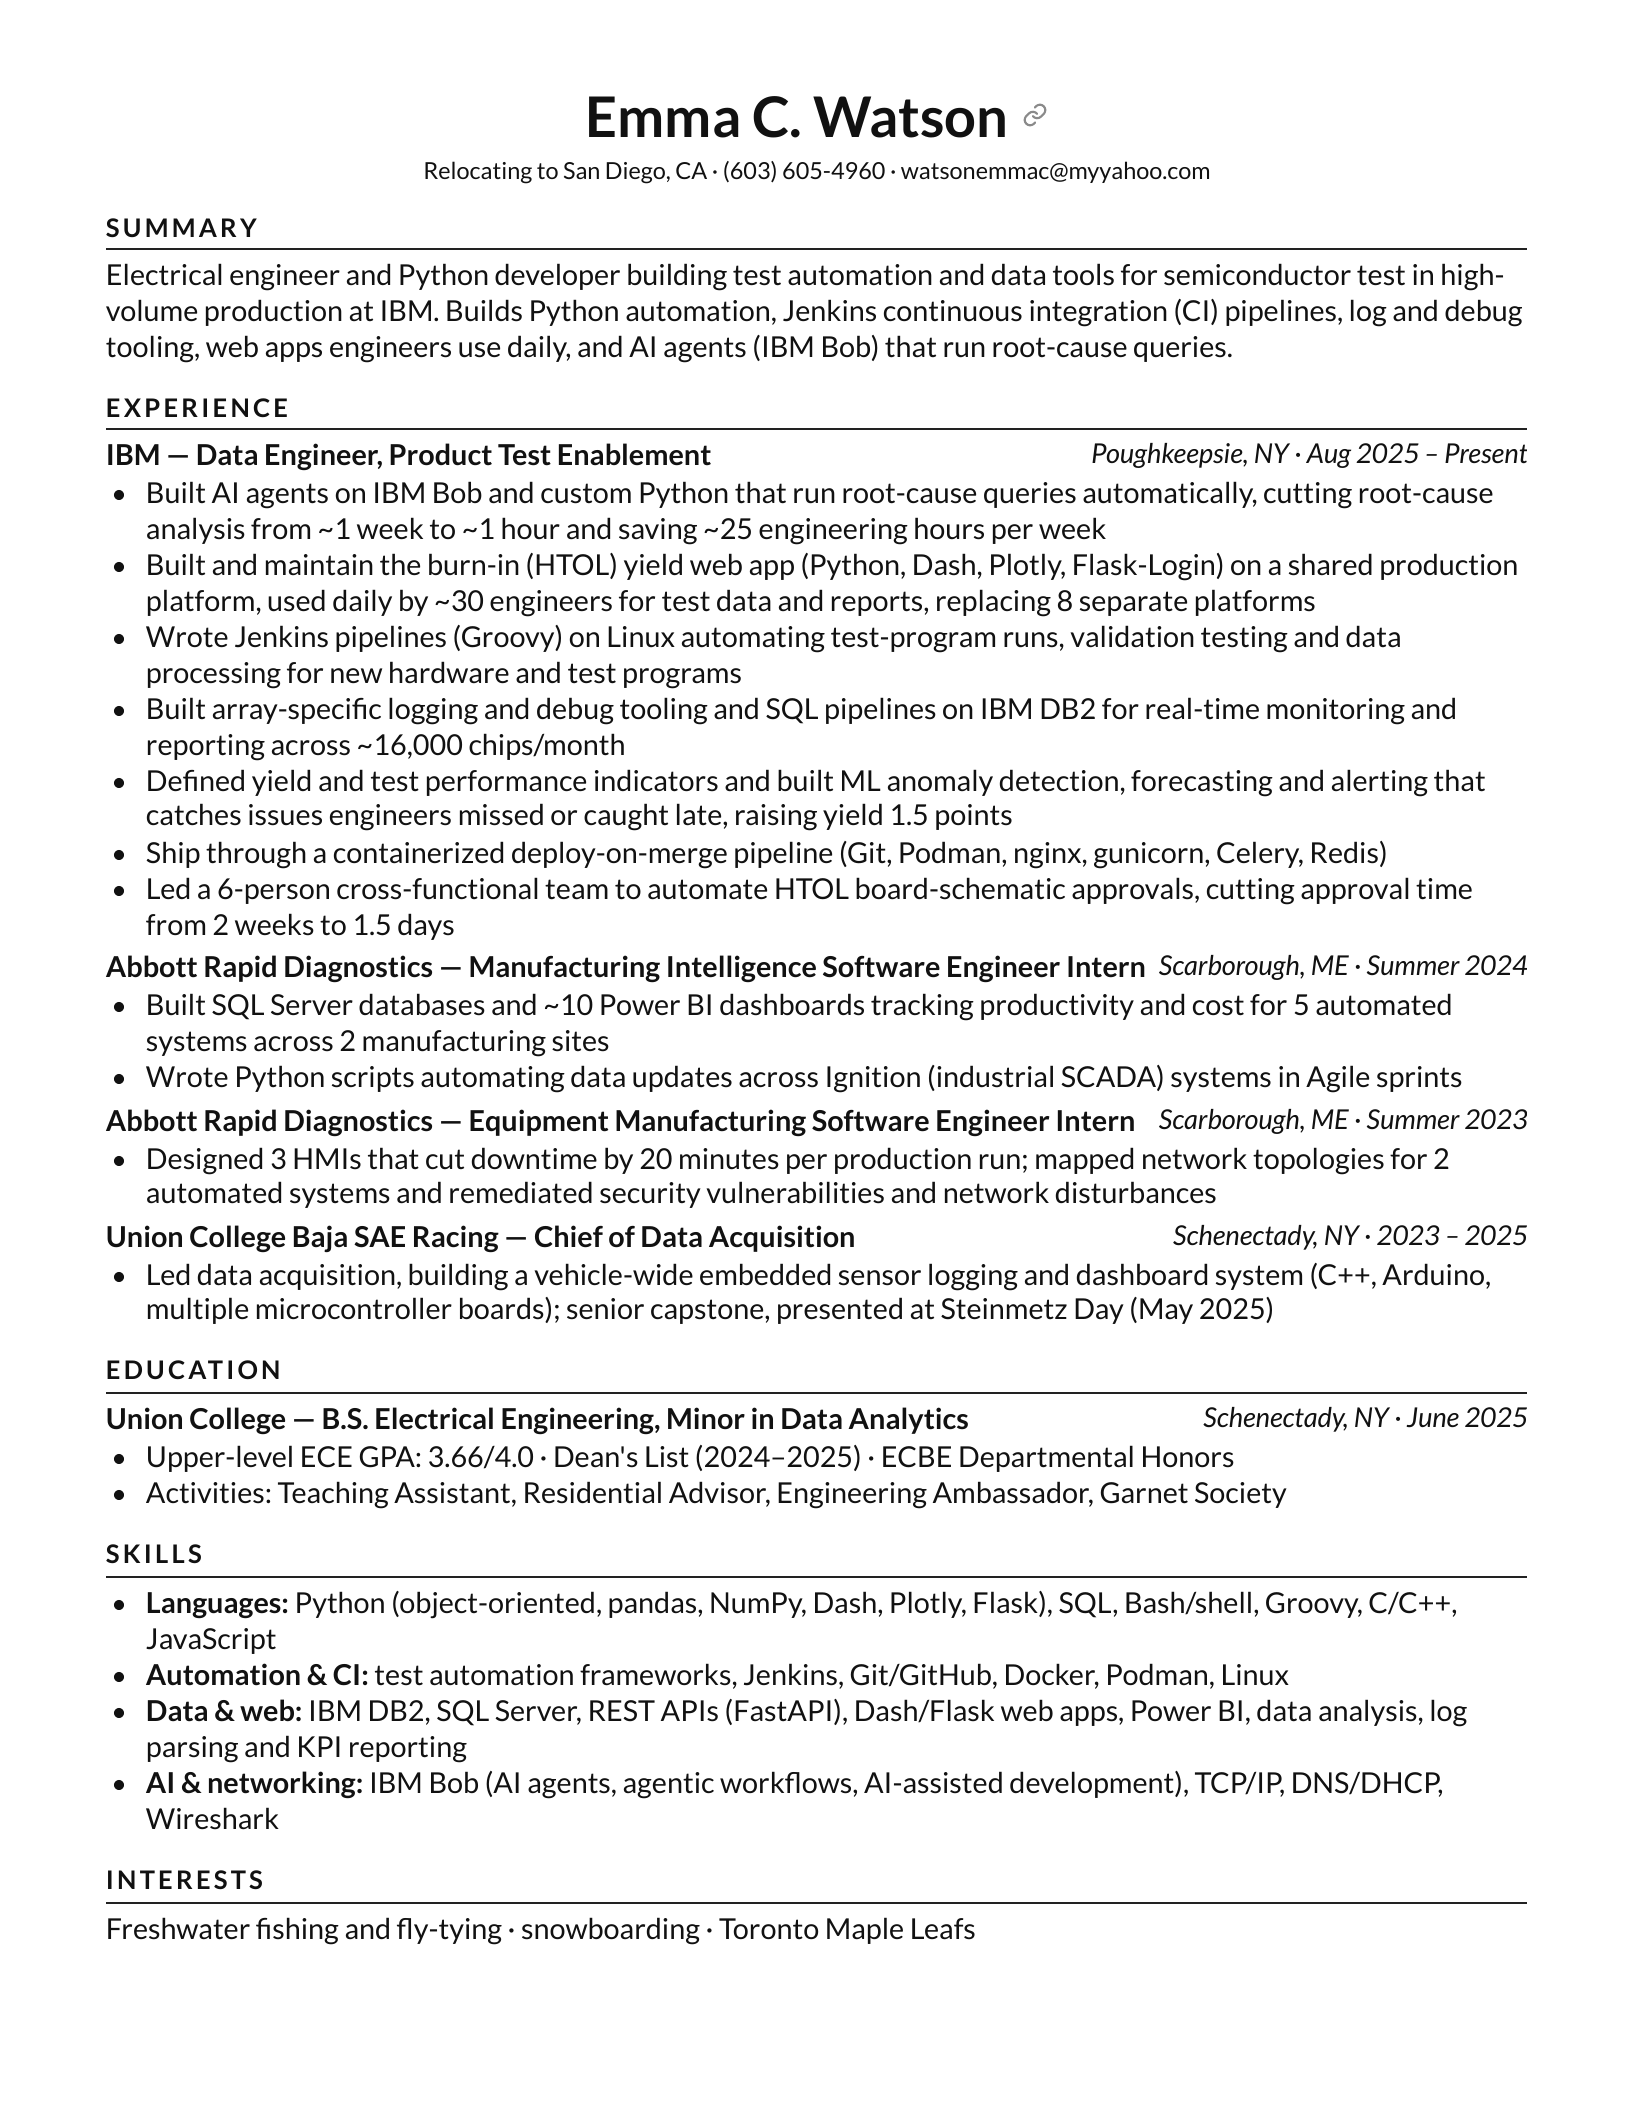 Emma C. Watson
Relocating to San Diego, CA · (603) 605-4960 · watsonemmac@myyahoo.com
SUMMARY
Electrical engineer and Python developer building test automation and data tools for semiconductor test in high-
volume production at IBM. Builds Python automation, Jenkins continuous integration (CI) pipelines, log and debug
tooling, web apps engineers use daily, and AI agents (IBM Bob) that run root-cause queries.
EXPERIENCE
IBM — Data Engineer, Product Test Enablement Poughkeepsie, NY · Aug 2025 – Present
• Built AI agents on IBM Bob and custom Python that run root-cause queries automatically, cutting root-cause
analysis from ~1 week to ~1 hour and saving ~25 engineering hours per week
• Built and maintain the burn-in (HTOL) yield web app (Python, Dash, Plotly, Flask-Login) on a shared production
platform, used daily by ~30 engineers for test data and reports, replacing 8 separate platforms
• Wrote Jenkins pipelines (Groovy) on Linux automating test-program runs, validation testing and data
processing for new hardware and test programs
• Built array-specific logging and debug tooling and SQL pipelines on IBM DB2 for real-time monitoring and
reporting across ~16,000 chips/month
• Defined yield and test performance indicators and built ML anomaly detection, forecasting and alerting that
catches issues engineers missed or caught late, raising yield 1.5 points
• Ship through a containerized deploy-on-merge pipeline (Git, Podman, nginx, gunicorn, Celery, Redis)
• Led a 6-person cross-functional team to automate HTOL board-schematic approvals, cutting approval time
from 2 weeks to 1.5 days
Abbott Rapid Diagnostics — Manufacturing Intelligence Software Engineer Intern Scarborough, ME · Summer 2024
• Built SQL Server databases and ~10 Power BI dashboards tracking productivity and cost for 5 automated
systems across 2 manufacturing sites
• Wrote Python scripts automating data updates across Ignition (industrial SCADA) systems in Agile sprints
Abbott Rapid Diagnostics — Equipment Manufacturing Software Engineer Intern Scarborough, ME · Summer 2023
• Designed 3 HMIs that cut downtime by 20 minutes per production run; mapped network topologies for 2
automated systems and remediated security vulnerabilities and network disturbances
Union College Baja SAE Racing — Chief of Data Acquisition Schenectady, NY · 2023 – 2025
• Led data acquisition, building a vehicle-wide embedded sensor logging and dashboard system (C++, Arduino,
multiple microcontroller boards); senior capstone, presented at Steinmetz Day (May 2025)
EDUCATION
Union College — B.S. Electrical Engineering, Minor in Data Analytics Schenectady, NY · June 2025
• Upper-level ECE GPA: 3.66/4.0 · Dean's List (2024–2025) · ECBE Departmental Honors
• Activities: Teaching Assistant, Residential Advisor, Engineering Ambassador, Garnet Society
SKILLS
• Languages: Python (object-oriented, pandas, NumPy, Dash, Plotly, Flask), SQL, Bash/shell, Groovy, C/C++,
JavaScript
• Automation & CI: test automation frameworks, Jenkins, Git/GitHub, Docker, Podman, Linux
• Data & web: IBM DB2, SQL Server, REST APIs (FastAPI), Dash/Flask web apps, Power BI, data analysis, log
parsing and KPI reporting
• AI & networking: IBM Bob (AI agents, agentic workflows, AI-assisted development), TCP/IP, DNS/DHCP,
Wireshark
INTERESTS
Freshwater fishing and fly-tying · snowboarding · Toronto Maple Leafs